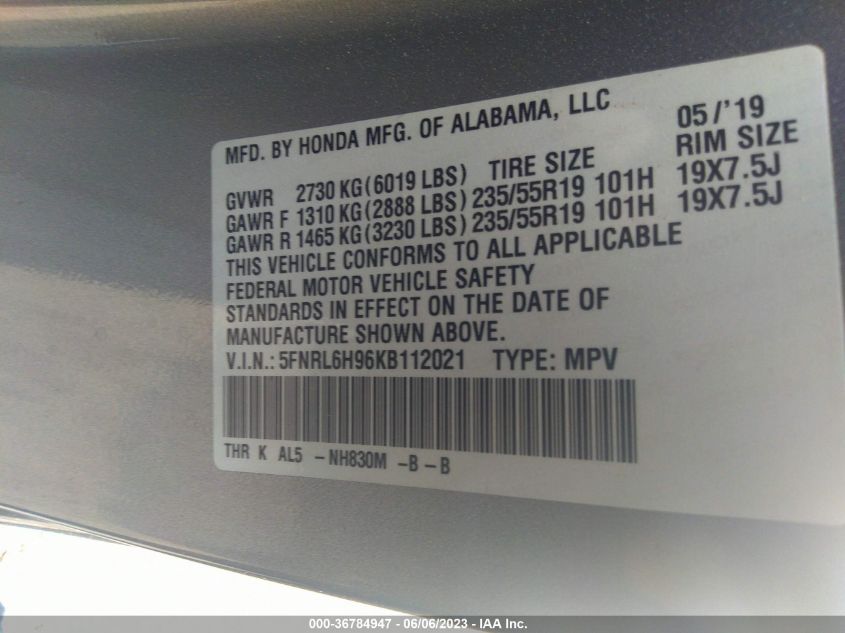 MFD. BY HONDA MFG. OF ALABAMA, LLC 05/'19
TIRE SIZE RIM SIZE
GVWR 2730 KG (6019 LBS)
GAWR F 1310 KG (2888 LBS) 235/55R19 101H 19X7.5J
GAWR R 1465 KG (3230 LBS) 235/55R19 101H 19X7.5J
THIS VEHICLE CONFORMS TO ALL APPLICABLE
FEDERAL MOTOR VEHICLE SAFETY
STANDARDS IN EFFECT ON THE DATE OF
MANUFACTURE SHOWN ABOVE.
V.I.N.: 5FNRL6H96KB112021 TYPE: MPV
THR K AL5 -NH830M -B-B
000-36784947 - 06/06/2023 - IAA Inc.